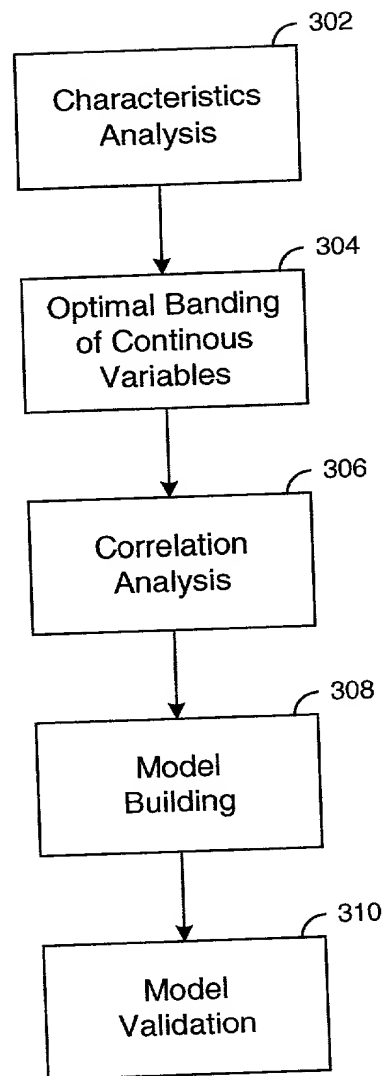 302
Characteristics
Analysis
304
Optimal Banding
of Continous
Variables
306
Correlation
Analysis
308
Model
Building
310
Model
Validation